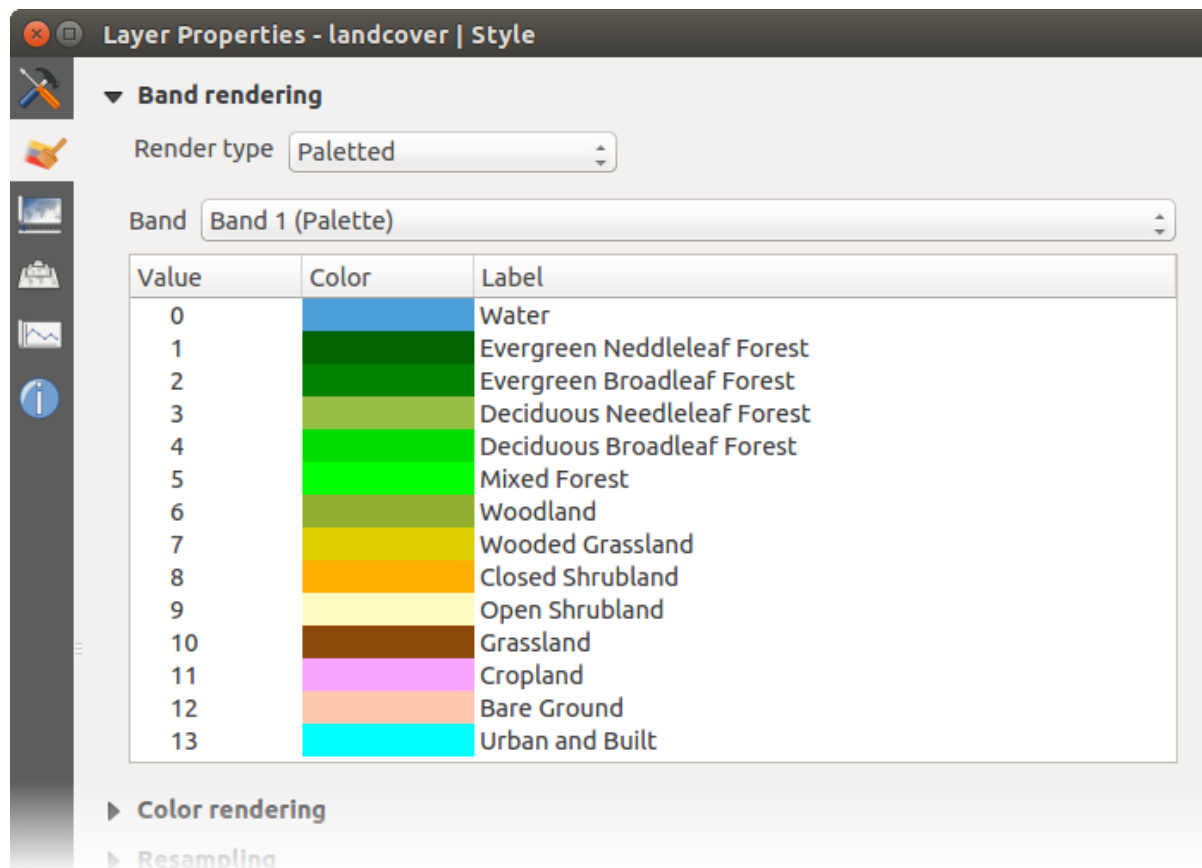 Layer Properties - landcover | Style
Band rendering
Render type Paletted
Band Band 1 (Palette)
Value Color Label
0 Water
1 Evergreen Neddleleaf Forest
2 Evergreen Broadleaf Forest
3 Deciduous Needleleaf Forest
4 Deciduous Broadleaf Forest
5 Mixed Forest
6 Woodland
7 Wooded Grassland
8 Closed Shrubland
9 Open Shrubland
10 Grassland
11 Cropland
12 Bare Ground
13 Urban and Built
Color rendering
Resampling